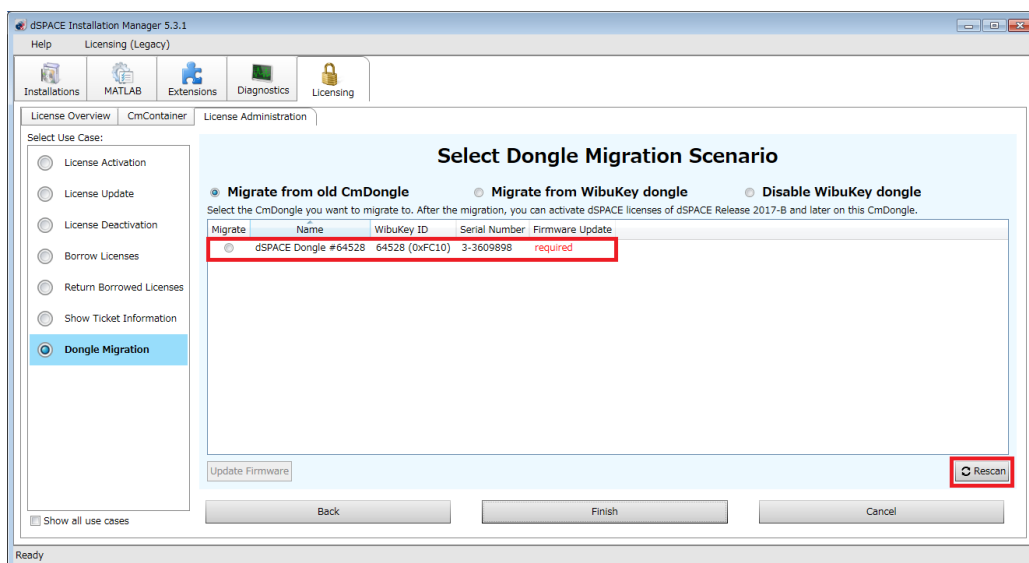 dSPACE Installation Manager 5.3.1
Help Licensing (Legacy)
Installations MATLAB Extensions Diagnostics Licensing
License Overview CmContainer License Administration
Select Use Case:
License Activation
License Update
License Deactivation
Borrow Licenses
Return Borrowed Licenses
Show Ticket Information
Dongle Migration
Show all use cases
Select Dongle Migration Scenario
Migrate from old CmDongle Migrate from WibuKey dongle Disable WibuKey dongle
Select the CmDongle you want to migrate to. After the migration, you can activate dSPACE licenses of dSPACE Release 2017-B and later on this CmDongle.
Migrate Name WibuKey ID Serial Number Firmware Update
dSPACE Dongle #64528 64528 (0xFC10) 3-3609898 required
Update Firmware Rescan
Back Finish Cancel
Ready